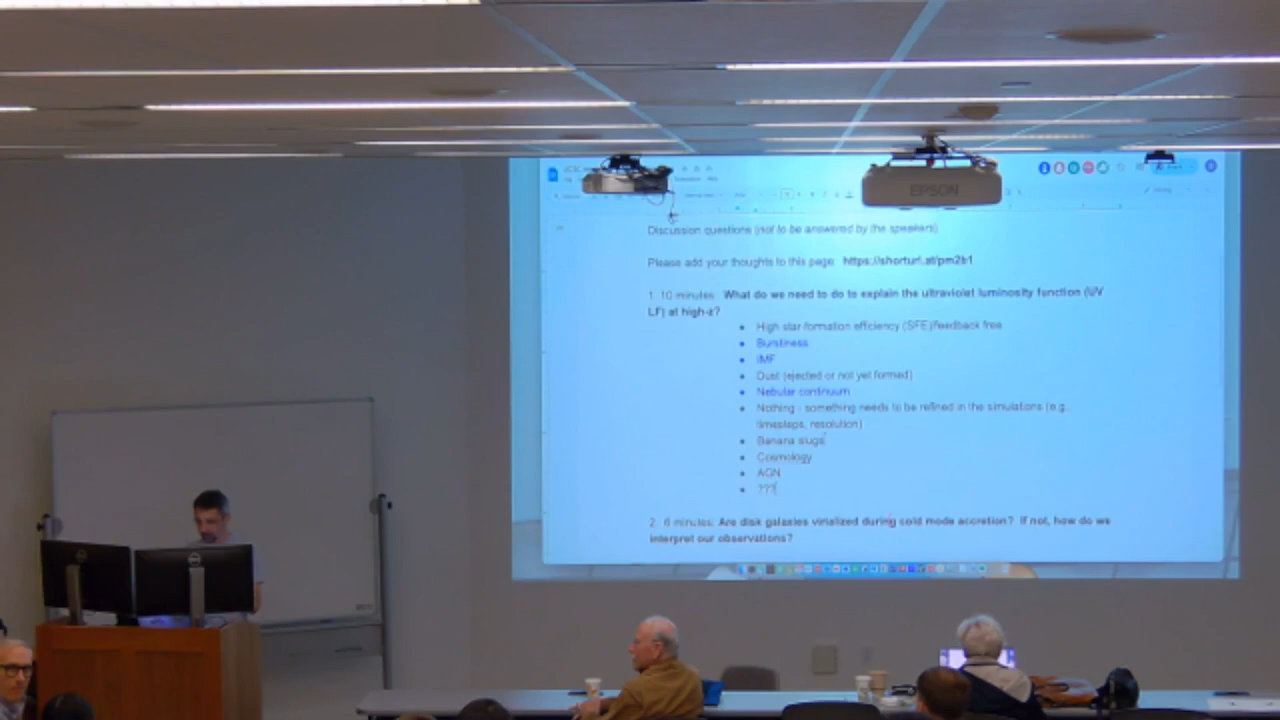 EPSON
Discussion questions (not to be answered by the speakers)
Please add your thoughts to this page: https://shorturl.at/pm2b1
1. 10 minutes: What do we need to do to explain the ultraviolet luminosity function (UV
LF) at high-z?
High star formation efficiency (SFE)/feedback free
Burstiness
IMF
Dust (ejected or not yet formed)
Nebular continuum
Nothing - something needs to be refined in the simulations (e.g.
timesteps, resolution)
Banana slugs
Cosmology
AGN
???
2. 6 minutes: Are disk galaxies virialized during cold mode accretion? If not, how do we
interpret our observations?